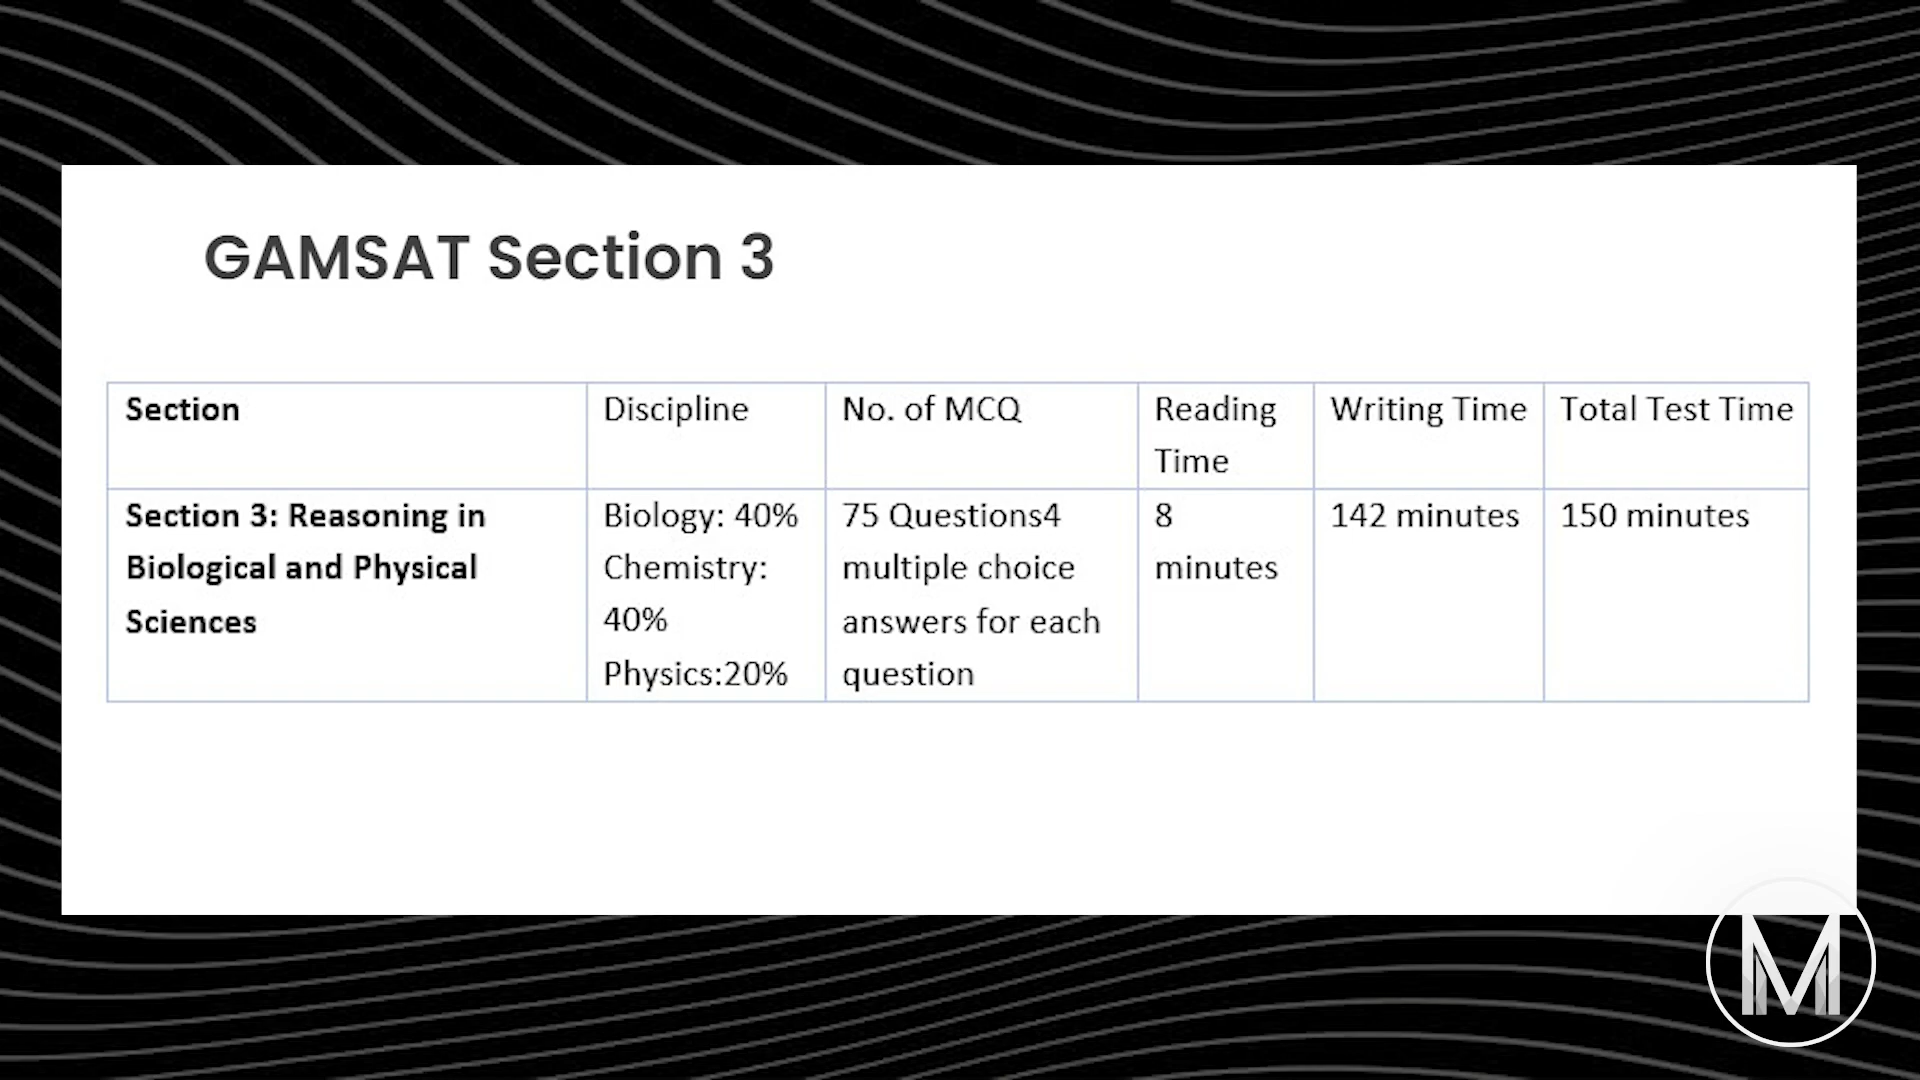 GAMSAT Section 3
Section
Discipline
No. of MCQ
Reading
Time
Writing Time
Total Test Time
Section 3: Reasoning in
Biological and Physical
Sciences
Biology: 40%
Chemistry:
40%
Physics:20%
75 Questions4
multiple choice
answers for each
question
8
minutes
142 minutes
150 minutes
M